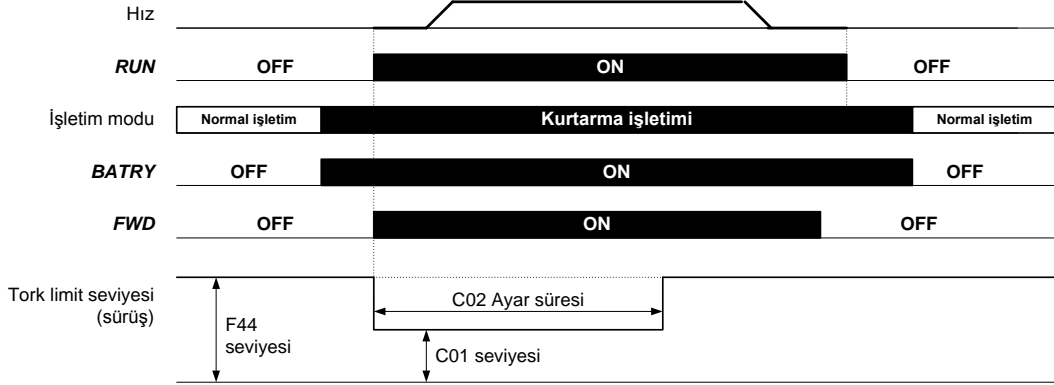 Hız
RUN OFF ON OFF
İşletim modu Normal işletim Kurtarma işletimi Normal işletim
BATRY OFF ON OFF
FWD OFF ON OFF
Tork limit seviyesi
(sürüş)
C02 Ayar süresi
F44
seviyesi
C01 seviyesi